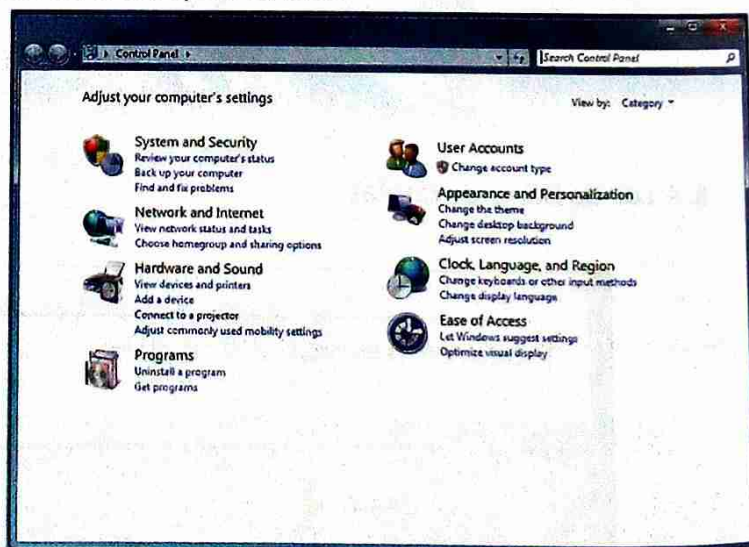 Control Panel
Search Control Panel
Adjust your computer's settings
View by: Category
System and Security
Review your computer's status
Back up your computer
Find and fix problems
Network and Internet
View network status and tasks
Choose homegroup and sharing options
Hardware and Sound
View devices and printers
Add a device
Connect to a projector
Adjust commonly used mobility settings
Programs
Uninstall a program
Get programs
User Accounts
Change account type
Appearance and Personalization
Change the theme
Change desktop background
Adjust screen resolution
Clock, Language, and Region
Change keyboards or other input methods
Change display language
Ease of Access
Let Windows suggest settings
Optimize visual display